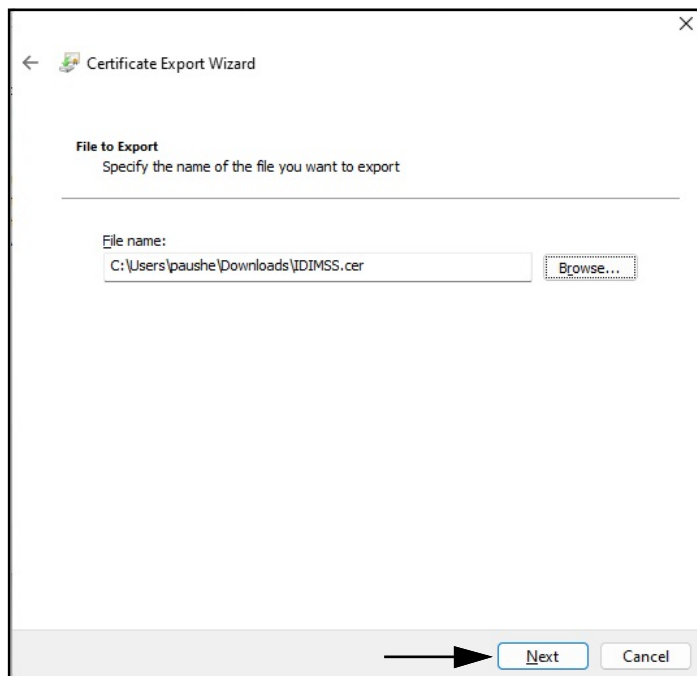 Certificate Export Wizard
File to Export
Specify the name of the file you want to export
File name:
C:\Users\paushe\Downloads\IDIMSS.cer
Browse...
Next
Cancel